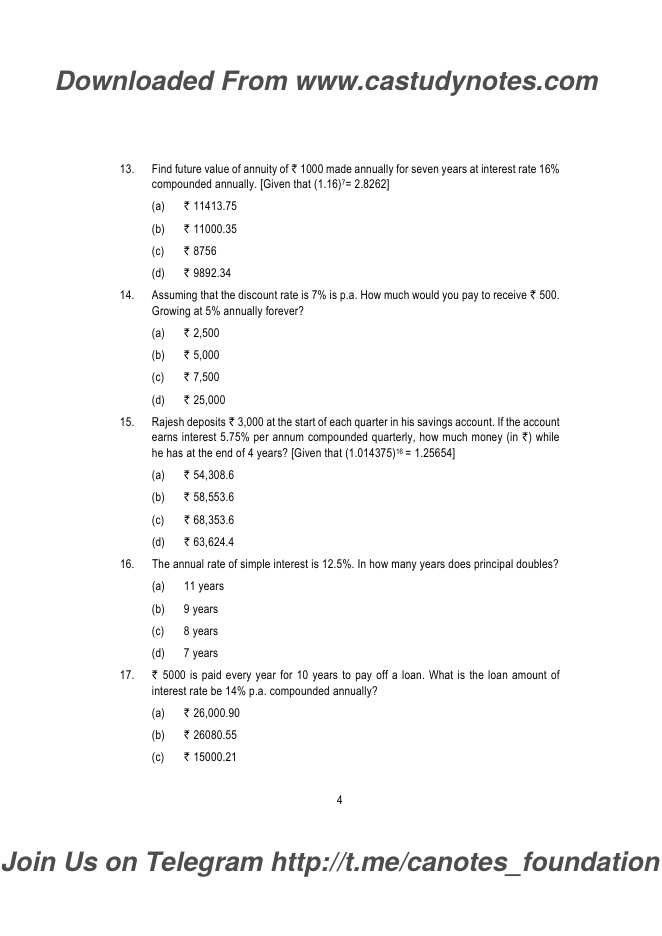 Downloaded From www.castudynotes.com
13. Find future value of annuity of ₹ 1000 made annually for seven years at interest rate 16%
compounded annually. [Given that (1.16)⁷= 2.8262]
(a) ₹ 11413.75
(b) ₹ 11000.35
(c) ₹ 8756
(d) ₹ 9892.34
14. Assuming that the discount rate is 7% is p.a. How much would you pay to receive ₹ 500.
Growing at 5% annually forever?
(a) ₹ 2,500
(b) ₹ 5,000
(c) ₹ 7,500
(d) ₹ 25,000
15. Rajesh deposits ₹ 3,000 at the start of each quarter in his savings account. If the account
earns interest 5.75% per annum compounded quarterly, how much money (in ₹) while
he has at the end of 4 years? [Given that (1.014375)¹⁶ = 1.25654]
(a) ₹ 54,308.6
(b) ₹ 58,553.6
(c) ₹ 68,353.6
(d) ₹ 63,624.4
16. The annual rate of simple interest is 12.5%. In how many years does principal doubles?
(a) 11 years
(b) 9 years
(c) 8 years
(d) 7 years
17. ₹ 5000 is paid every year for 10 years to pay off a loan. What is the loan amount of
interest rate be 14% p.a. compounded annually?
(a) ₹ 26,000.90
(b) ₹ 26080.55
(c) ₹ 15000.21
4
Join Us on Telegram http://t.me/canotes_foundation